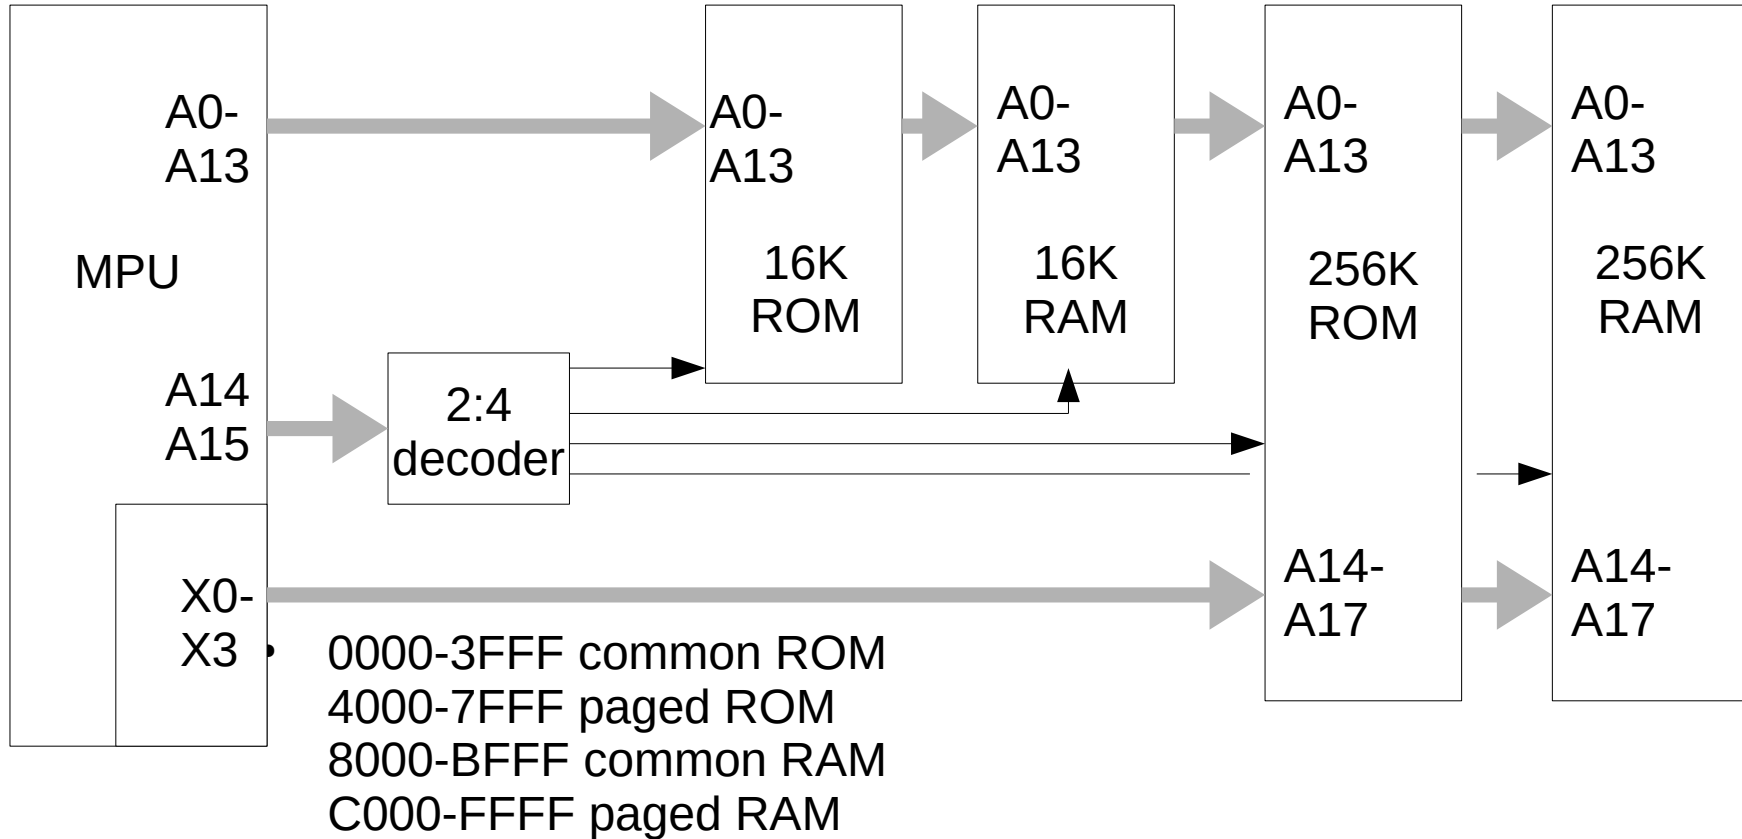 A0-
A13
MPU
A14
A15
X0-
X3
2:4
decoder
A0-
A13
16K
ROM
A0-
A13
16K
RAM
A0-
A13
256K
ROM
A14-
A17
A0-
A13
256K
RAM
A14-
A17
• 0000-3FFF common ROM
4000-7FFF paged ROM
8000-BFFF common RAM
C000-FFFF paged RAM